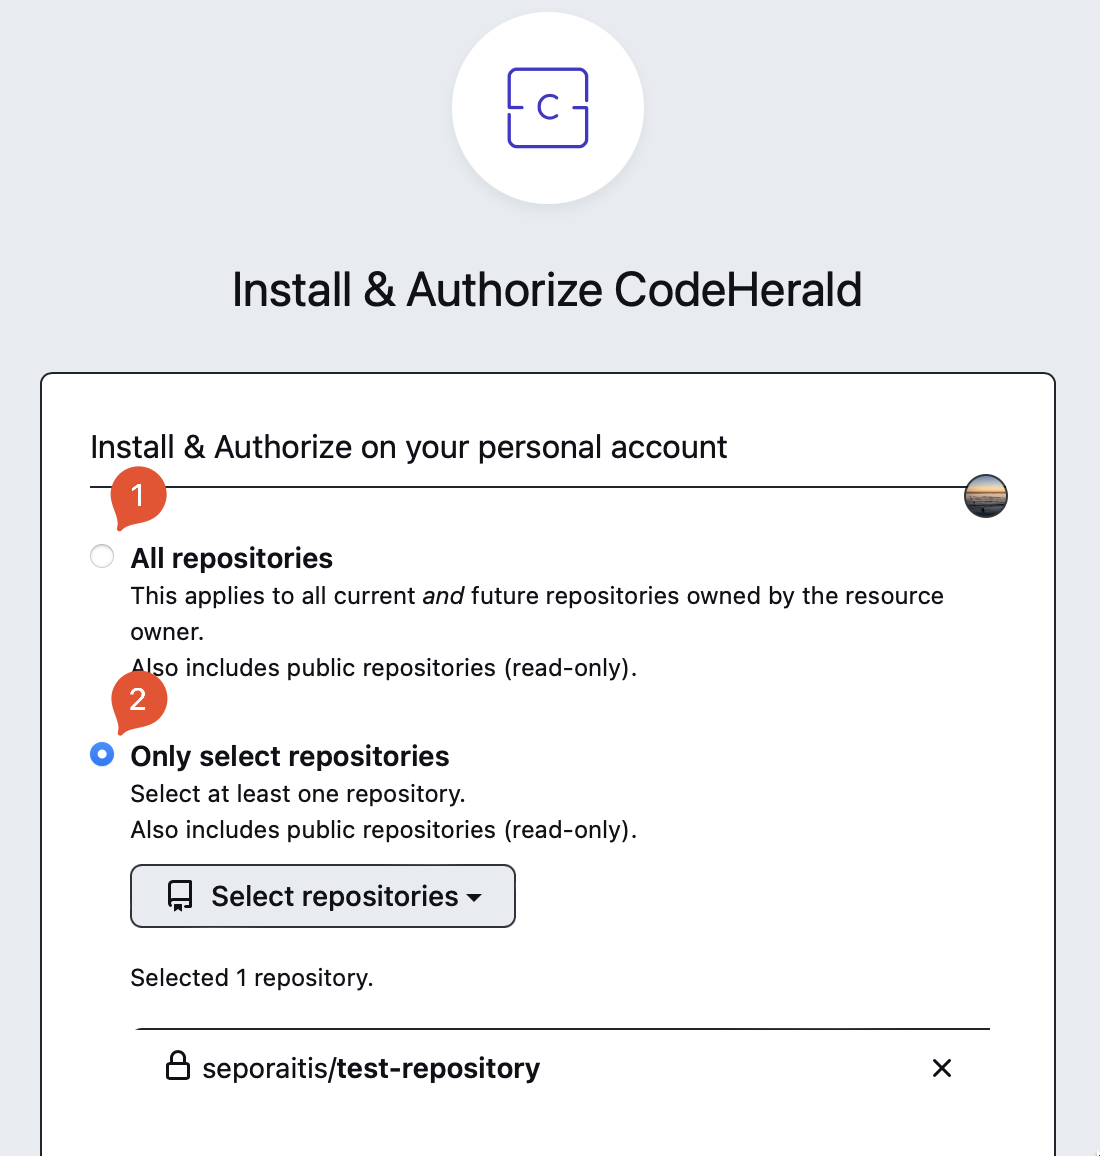 C
Install & Authorize CodeHerald
Install & Authorize on your personal account
1
All repositories
This applies to all current and future repositories owned by the resource
owner.
Also includes public repositories (read-only).
2
Only select repositories
Select at least one repository.
Also includes public repositories (read-only).
Select repositories
Selected 1 repository.
seporaitis/test-repository